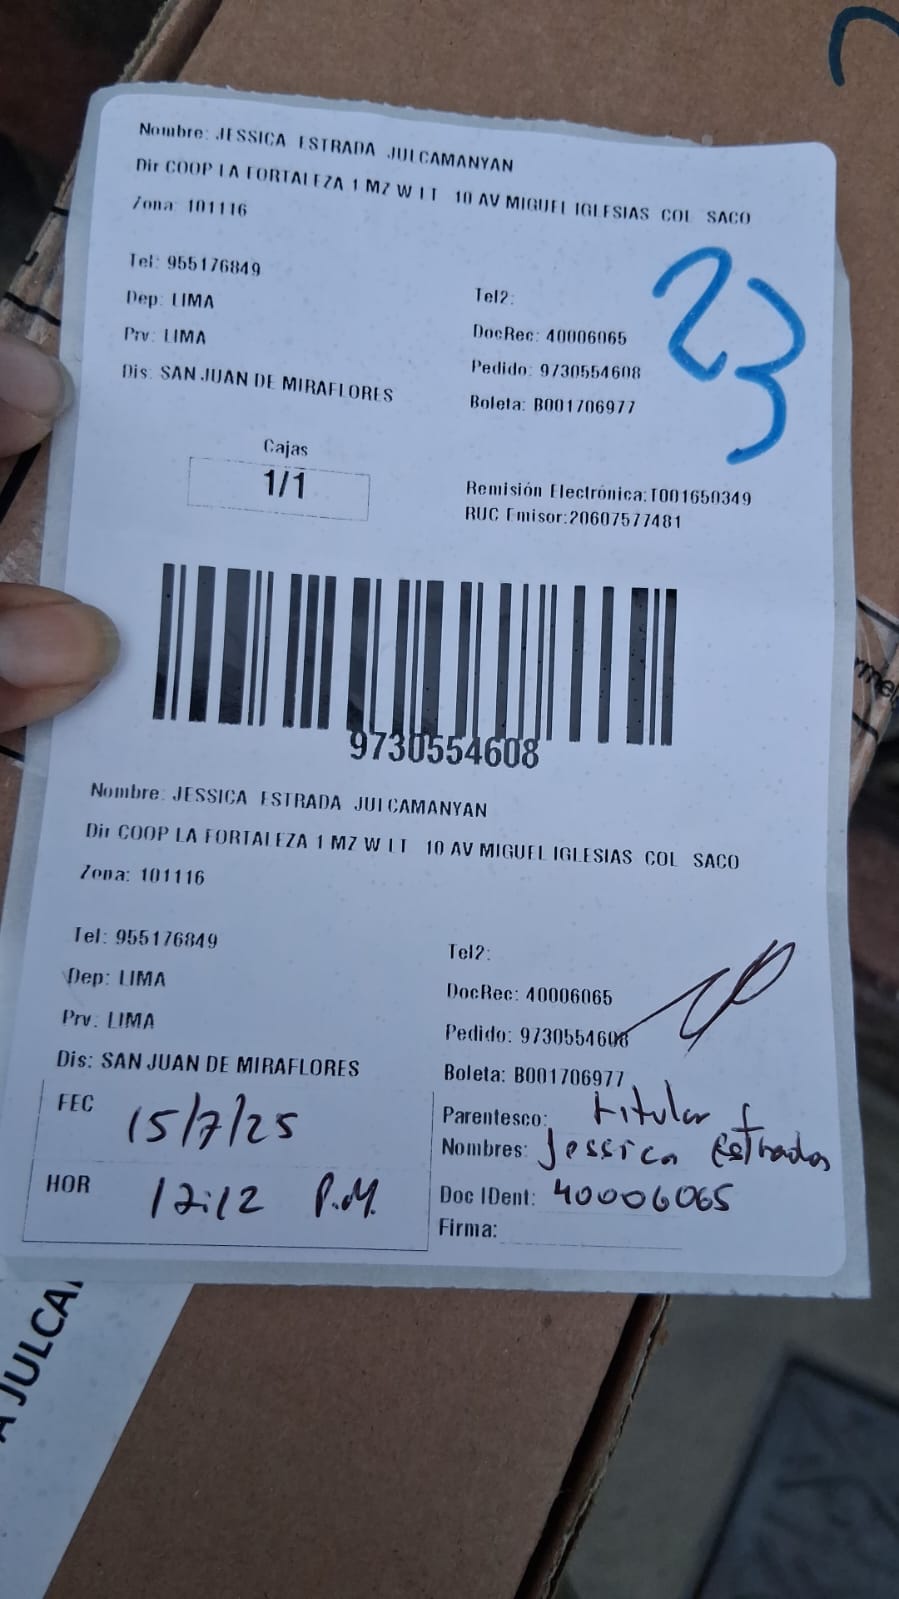 Nombre: JESSICA ESTRADA JULCAMANYAN
Dir COOP LA FORTALEZA 1 MZ W LT 10 AV MIGUEL IGLESIAS COL SACO
Zona: 101116
Tel: 955176849
Tel2:
Dep: LIMA
DocRec: 40006065
Prv: LIMA
Pedido: 9730554608
Dis: SAN JUAN DE MIRAFLORES
Boleta: B001706977
23
Cajas
1/1
Remisión Electrónica:T001650349
RUC Emisor:20607577481
9730554608
Nombre: JESSICA ESTRADA JULCAMANYAN
Dir COOP LA FORTALEZA 1 MZ W LT 10 AV MIGUEL IGLESIAS COL SACO
Zona: 101116
Tel: 955176849
Tel2:
Dep: LIMA
DocRec: 40006065
Prv: LIMA
Pedido: 9730554608
Dis: SAN JUAN DE MIRAFLORES
Boleta: B001706977
FEC 15/7/25
Parentesco: titular
Nombres: Jessica Estrada
HOR 12:12 P.M.
Doc IDent: 40006065
Firma:
A JULCA